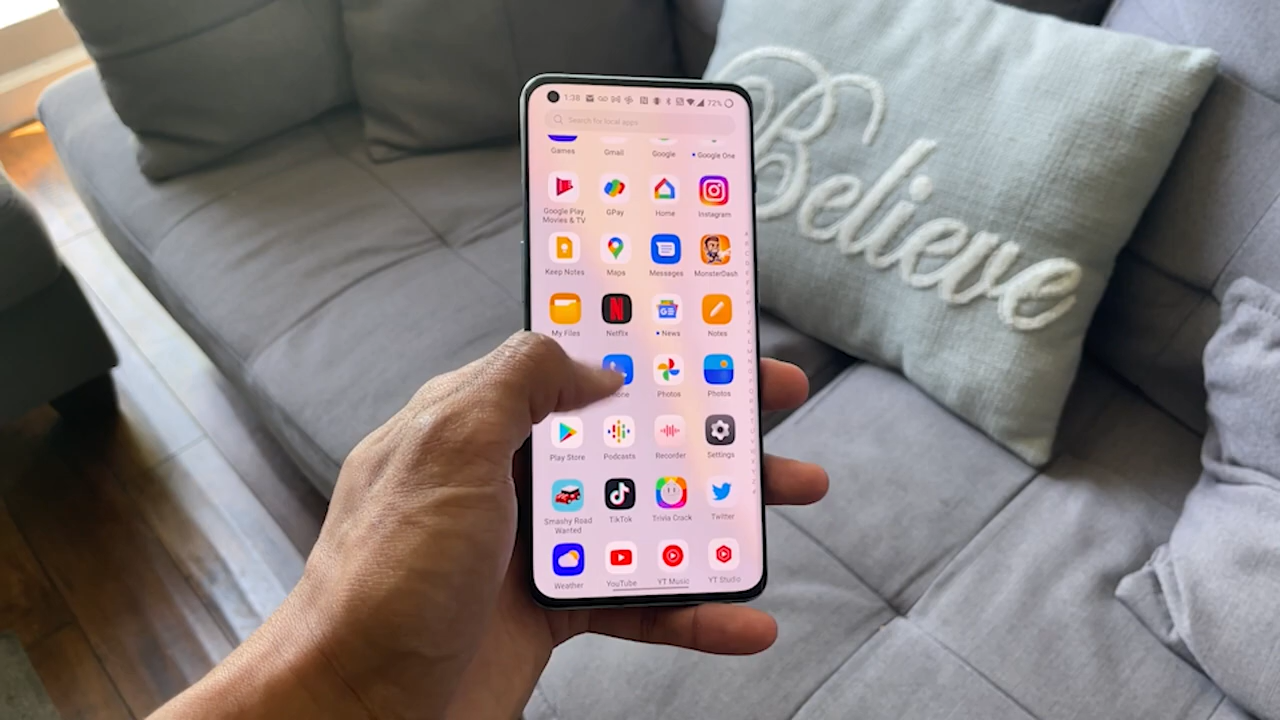 1:38
72%
Search for local apps
Games Gmail Google Google One
Google Play Movies & TV GPay Home Instagram
Keep Notes Maps Messages MonsterDash
My Files Netflix News Notes
Photos Photos
Play Store Podcasts Recorder Settings
Smashy Road Wanted TikTok Trivia Crack Twitter
Weather YouTube YT Music YT Studio
Believe